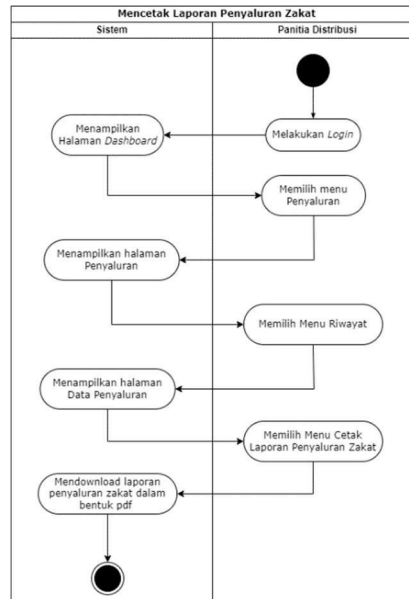 Mencetak Laporan Penyaluran Zakat
Sistem
Panitia Distribusi
Melakukan Login
Menampilkan
Halaman Dashboard
Memilih menu
Penyaluran
Menampilkan halaman
Penyaluran
Memilih Menu Riwayat
Menampilkan halaman
Data Penyaluran
Memilih Menu Cetak
Laporan Penyaluran Zakat
Mendownload laporan
penyaluran zakat dalam
bentuk pdf